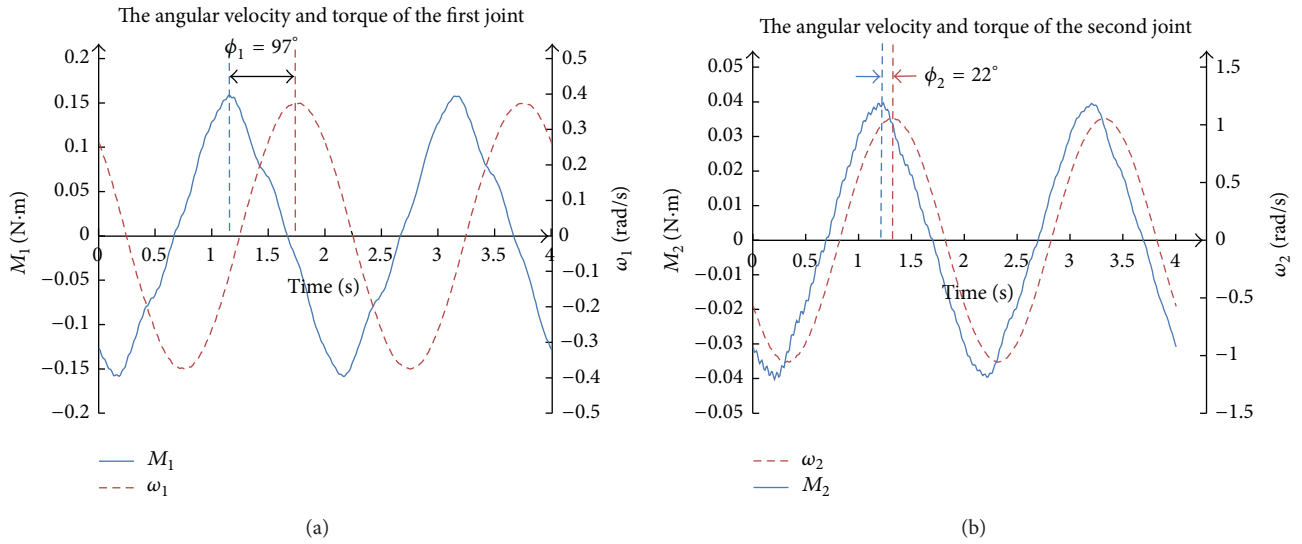 The angular velocity and torque of the first joint
ϕ₁ = 97°
0.2
0.15
0.1
0.05
0
−0.05
−0.1
−0.15
−0.2
M₁ (N·m)
0 0.5 1 1.5 2 2.5 3 3.5 4
Time (s)
0.5
0.4
0.3
0.2
0.1
0
−0.1
−0.2
−0.3
−0.4
−0.5
ω₁ (rad/s)
M₁
ω₁
(a)
The angular velocity and torque of the second joint
ϕ₂ = 22°
0.05
0.04
0.03
0.02
0.01
0
−0.01
−0.02
−0.03
−0.04
−0.05
M₂ (N·m)
0 0.5 1 1.5 2 2.5 3 3.5 4
Time (s)
1.5
1
0.5
0
−0.5
−1
−1.5
ω₂ (rad/s)
ω₂
M₂
(b)